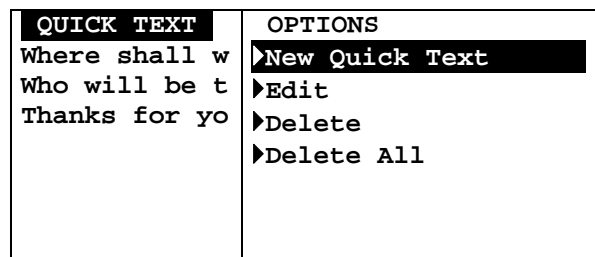 QUICK TEXT
Where shall w
Who will be t
Thanks for yo
OPTIONS
New Quick Text
Edit
Delete
Delete All